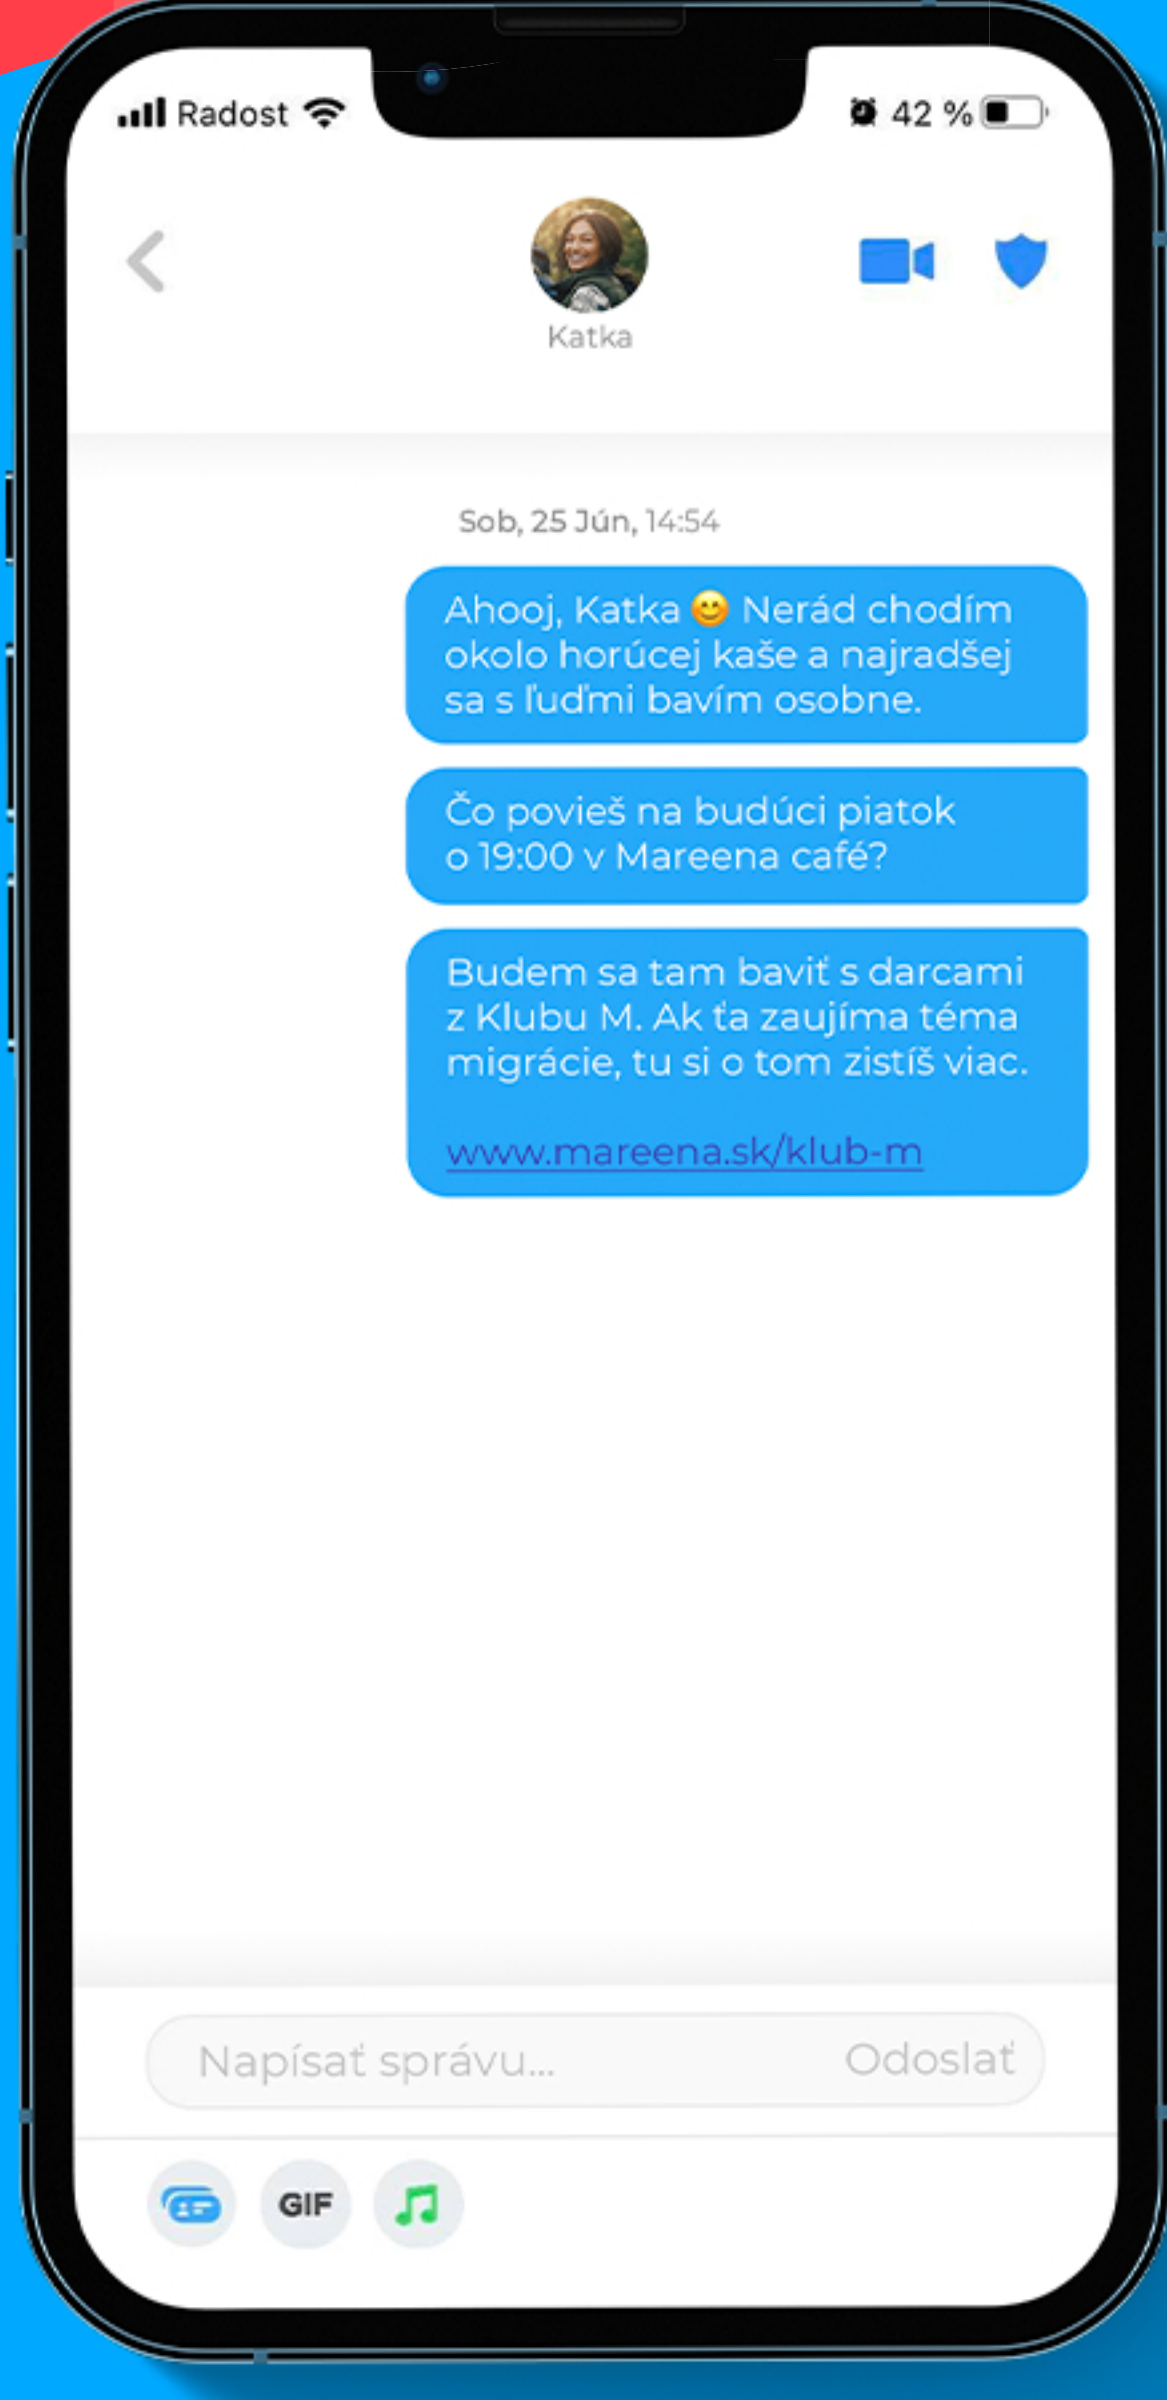 Radost 42 %
Katka
Sob, 25 Jún, 14:54
Ahooj, Katka 😊 Nerád chodím
okolo horúcej kaše a najradšej
sa s ľuďmi bavím osobne.
Čo povieš na budúci piatok
o 19:00 v Mareena café?
Budem sa tam baviť s darcami
z Klubu M. Ak ťa zaujíma téma
migrácie, tu si o tom zistíš viac.
www.mareena.sk/klub-m
Napísať správu... Odoslať
GIF